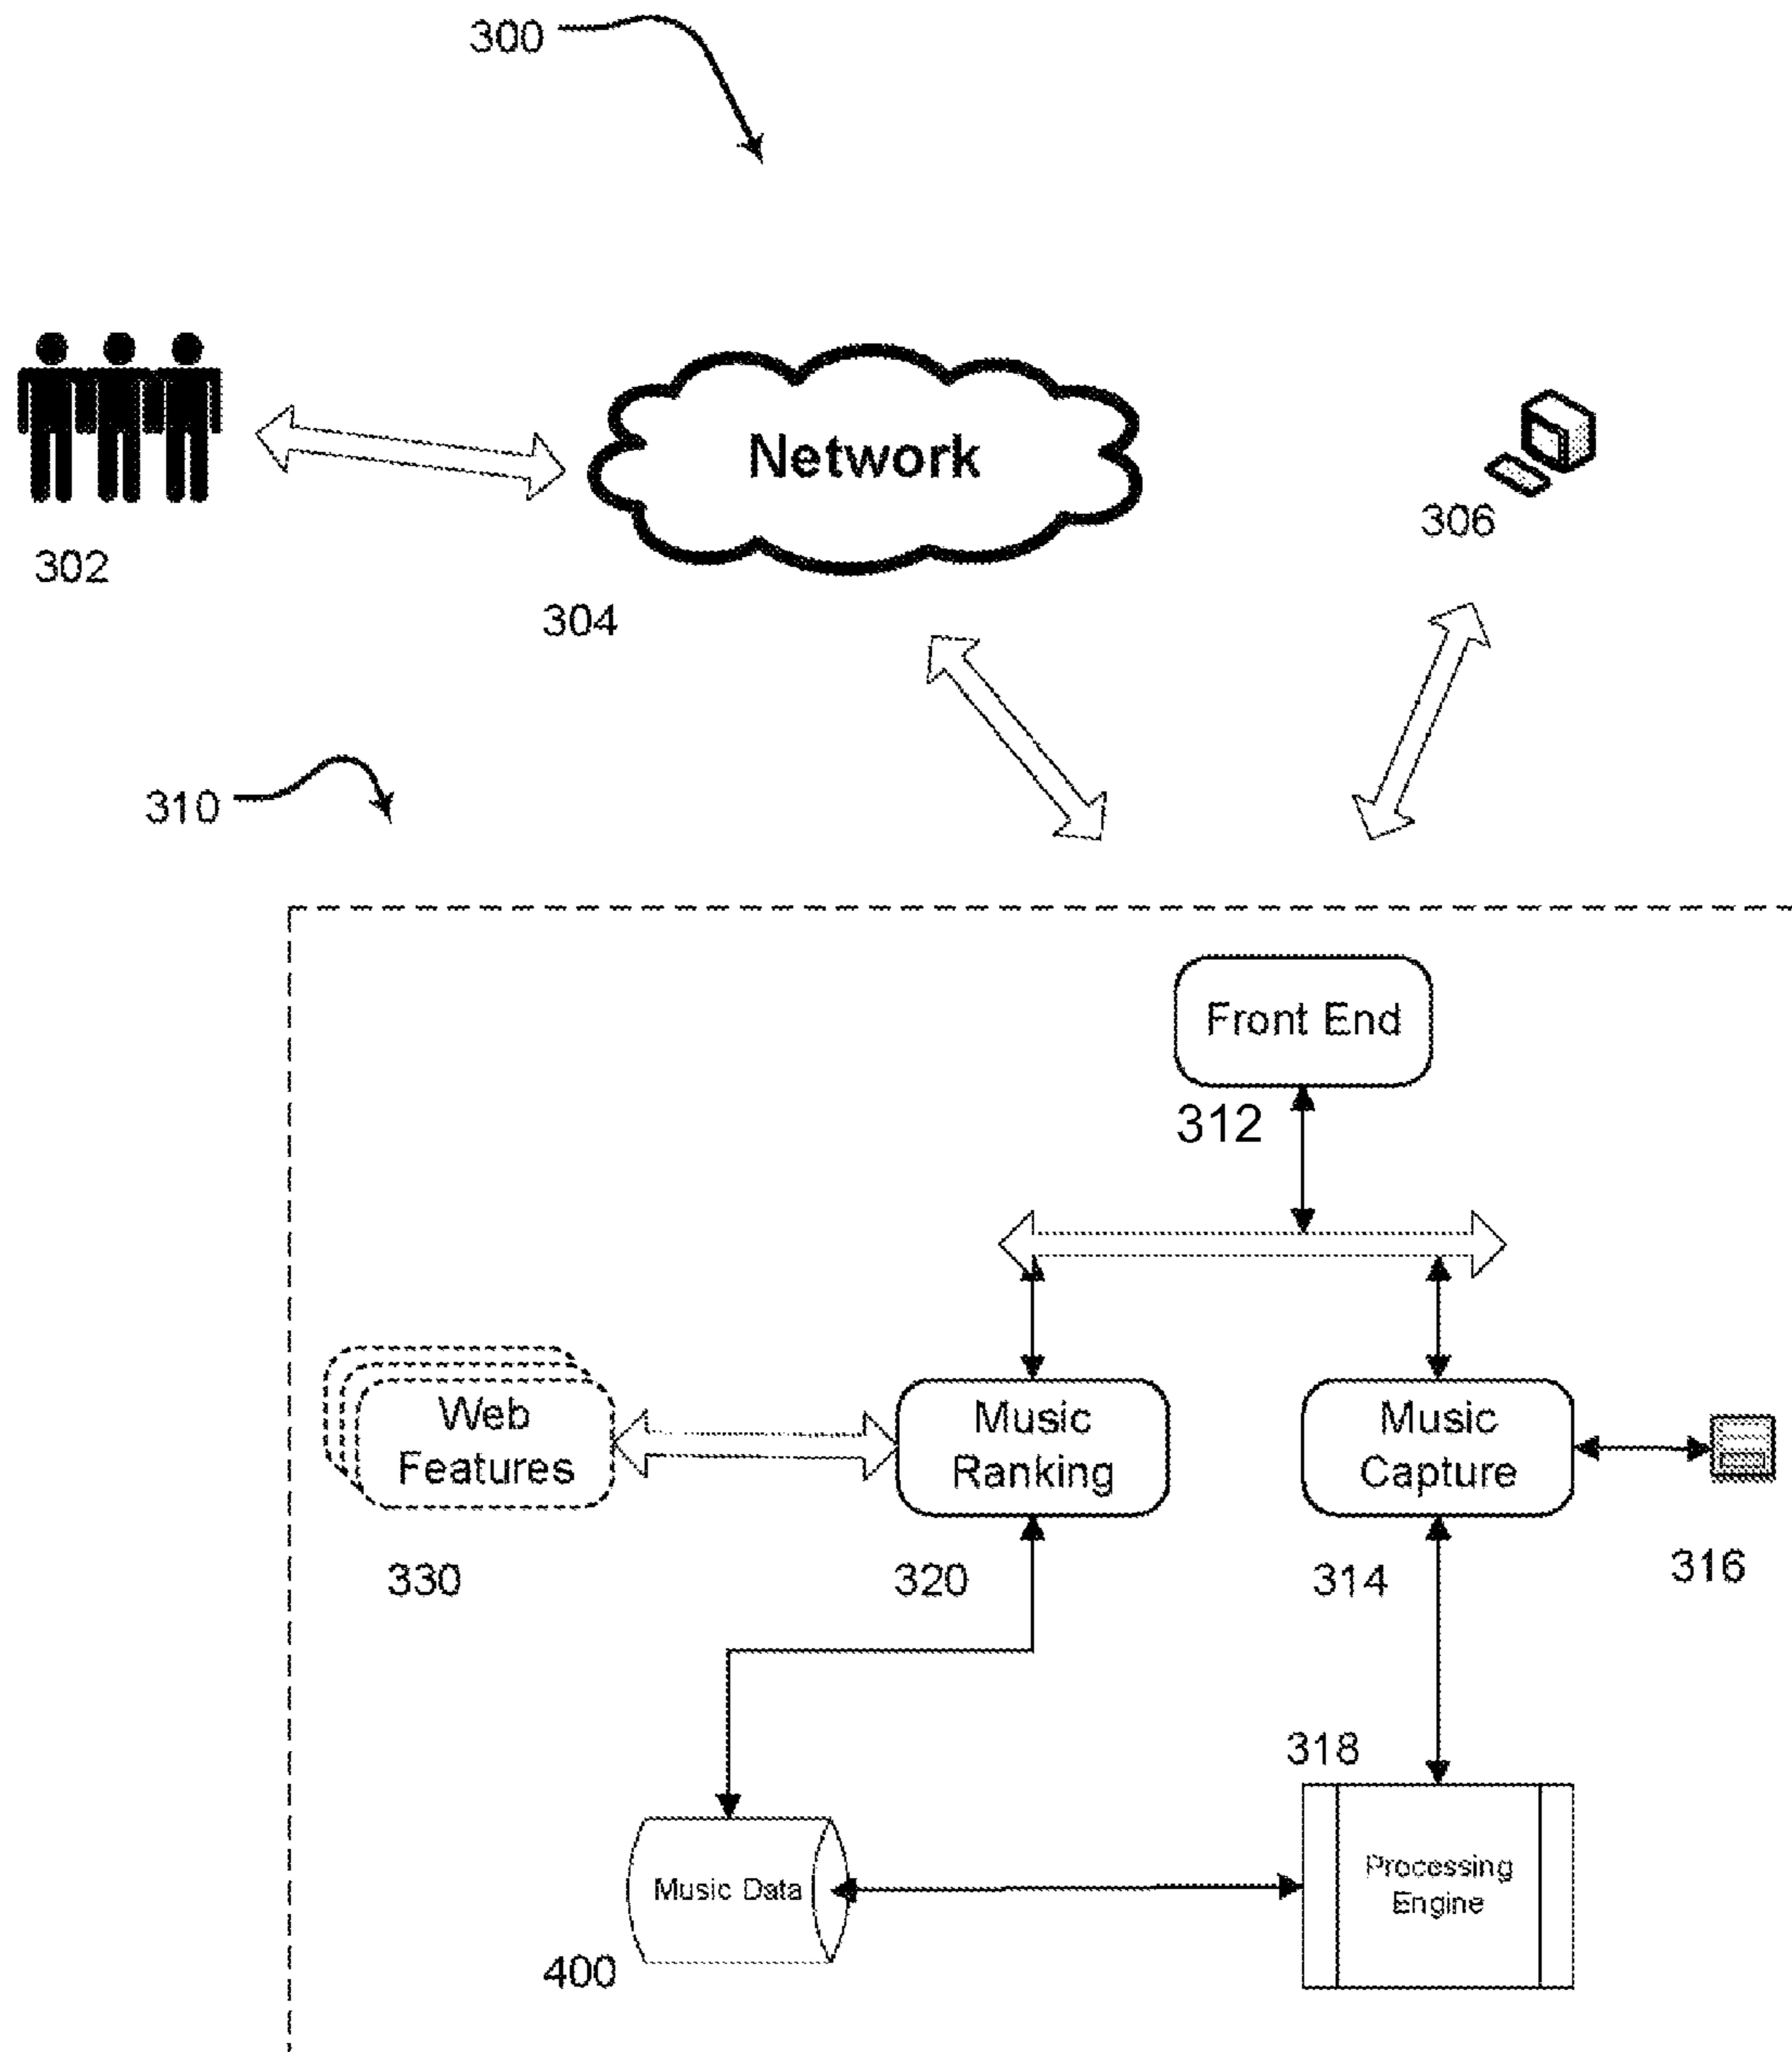 300
Network
302
304
306
310
Front End
312
Web
Features
Music
Ranking
Music
Capture
330
320
314
316
318
Music Data
Processing
Engine
400